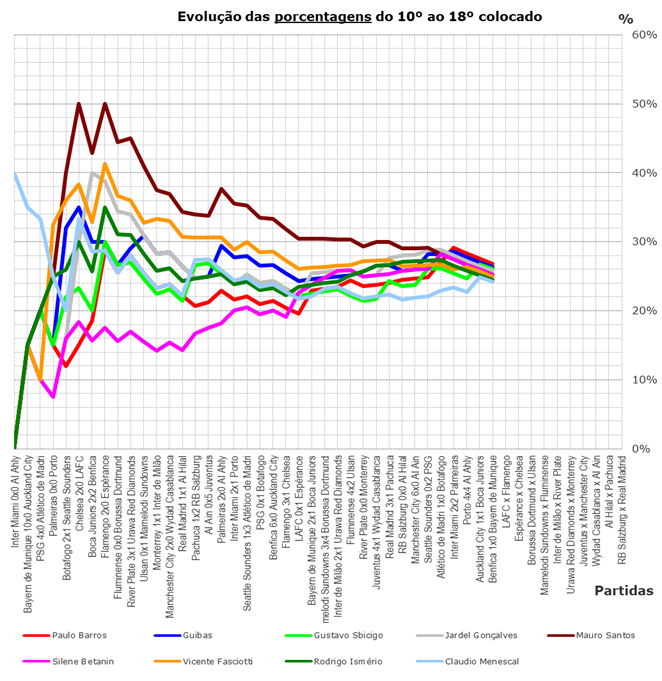 Evolução das porcentagens do 10º ao 18º colocado
%
60%
50%
40%
30%
20%
10%
0%
Inter Miami 0x0 Al Ahly
Bayern de Munique 10x0 Auckland City
PSG 4x0 Atlético de Madri
Palmeiras 0x0 Porto
Botafogo 2x1 Seattle Sounders
Chelsea 2x0 LAFC
Boca Juniors 2x2 Benfica
Flamengo 2x0 Espérance
Fluminense 0x0 Borussia Dortmund
River Plate 3x1 Urawa Red Diamonds
Ulsan 0x1 Mamelodi Sundowns
Monterrey 1x1 Inter de Milão
Manchester City 2x0 Wydad Casablanca
Real Madrid 1x1 Al Hilal
Pachuca 1x2 RB Salzburg
Al Ain 0x5 Juventus
Palmeiras 2x0 Al Ahly
Inter Miami 2x1 Porto
Seattle Sounders 1x3 Atlético de Madri
PSG 0x1 Botafogo
Benfica 6x0 Auckland City
Flamengo 3x1 Chelsea
LAFC 0x1 Espérance
Bayern de Munique 2x1 Boca Juniors
melodi Sundowns 3x4 Borussia Dortmund
Inter de Milão 2x1 Urawa Red Diamonds
Fluminense 4x2 Ulsan
River Plate 0x0 Monterrey
Juventus 4x1 Wydad Casablanca
Real Madrid 3x1 Pachuca
RB Salzburg 0x0 Al Hilal
Manchester City 6x0 Al Ain
Seattle Sounders 0x2 PSG
Atlético de Madri 1x0 Botafogo
Inter Miami 2x2 Palmeiras
Porto 4x4 Al Ahly
Auckland City 1x1 Boca Juniors
Benfica 1x0 Bayern de Munique
LAFC x Flamengo
Espérance x Chelsea
Borussia Dortmund x Ulsan
Mamelodi Sundowns x Fluminense
Inter de Milão x River Plate
Urawa Red Diamonds x Monterrey
Juventus x Manchester City
Wydad Casablanca x Al Ain
Al Hilal x Pachuca
RB Salzburg x Real Madrid
Partidas
Paulo Barros
Guibas
Gustavo Sbicigo
Jardel Gonçalves
Mauro Santos
Silene Betanin
Vicente Fasciotti
Rodrigo Ismério
Claudio Menescal